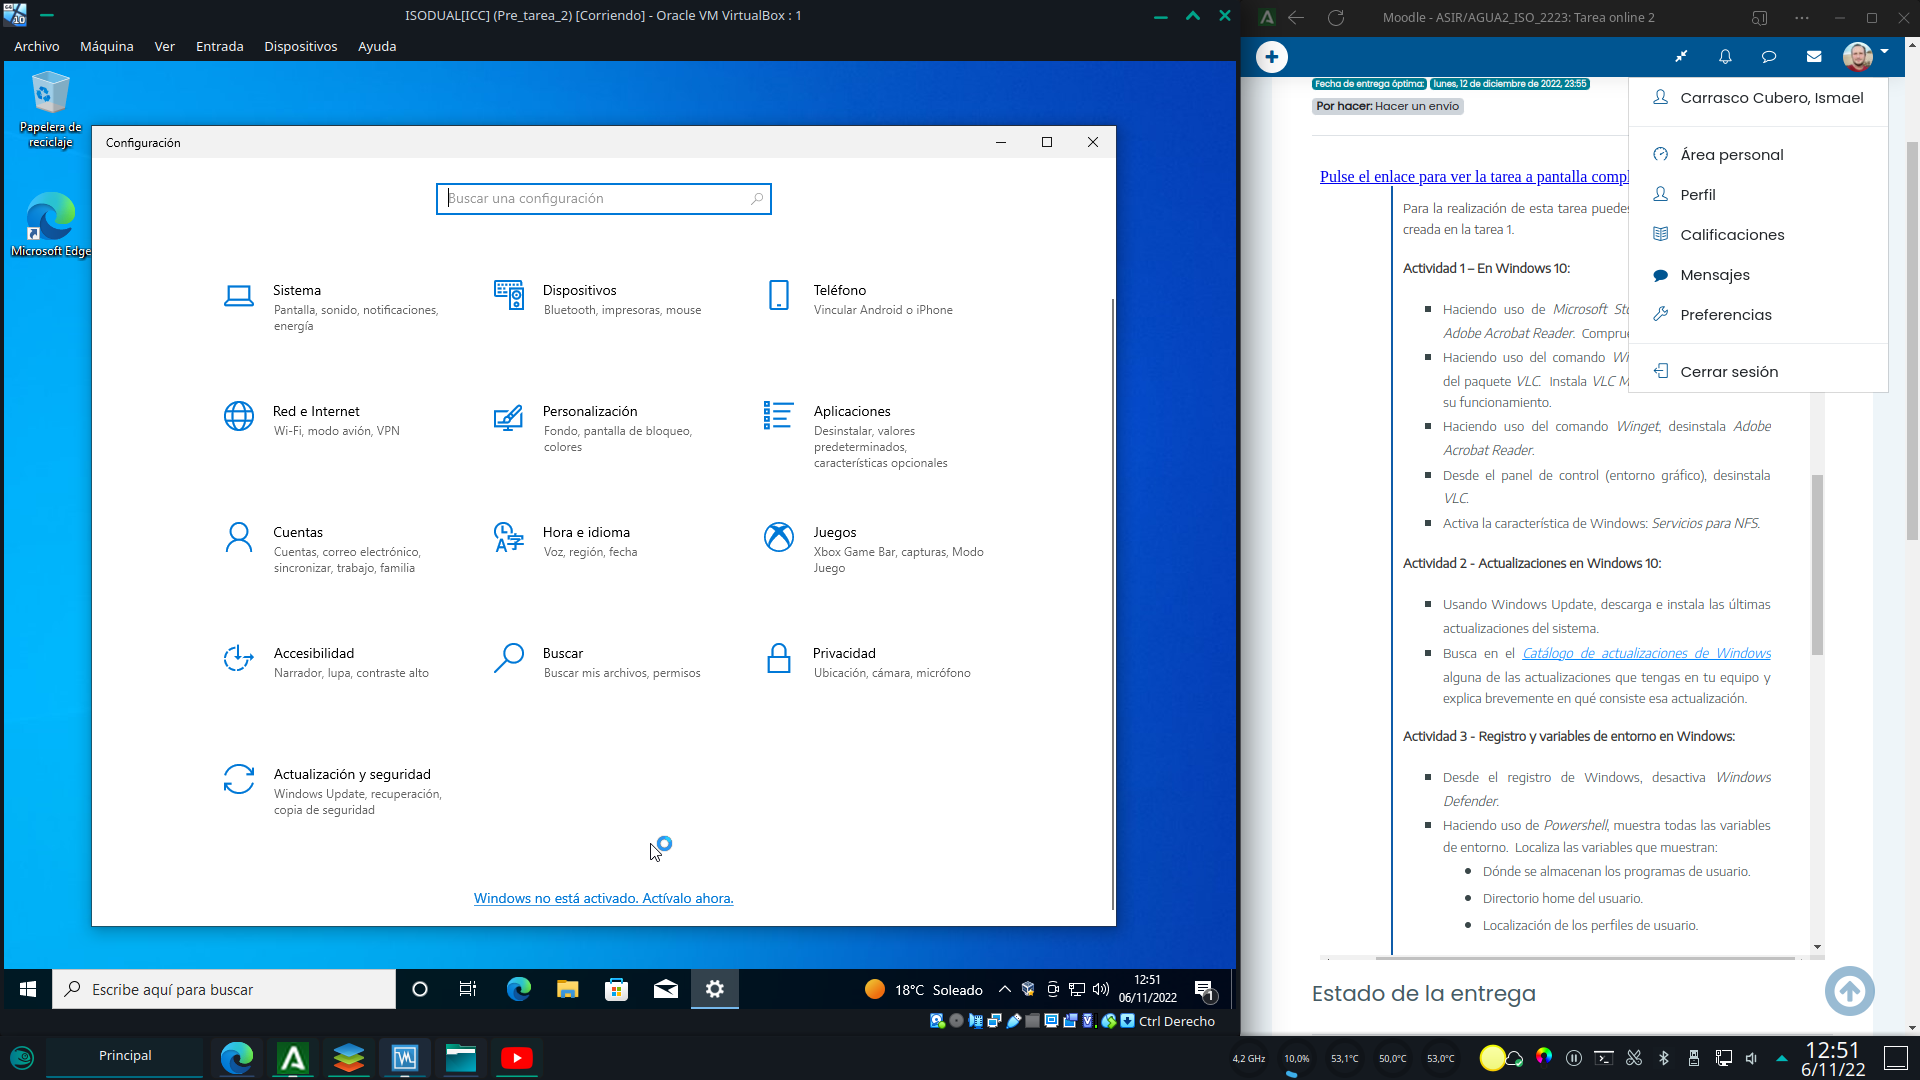 ISODUAL[ICC] (Pre_tarea_2) [Corriendo] - Oracle VM VirtualBox : 1
Archivo Máquina Ver Entrada Dispositivos Ayuda
Papelera de
reciclaje
Microsoft Edge
Configuración
Buscar una configuración
Sistema
Pantalla, sonido, notificaciones,
energía
Dispositivos
Bluetooth, impresoras, mouse
Teléfono
Vincular Android o iPhone
Red e Internet
Wi-Fi, modo avión, VPN
Personalización
Fondo, pantalla de bloqueo,
colores
Aplicaciones
Desinstalar, valores
predeterminados,
características opcionales
Cuentas
Cuentas, correo electrónico,
sincronizar, trabajo, familia
Hora e idioma
Voz, región, fecha
Juegos
Xbox Game Bar, capturas, Modo
Juego
Accesibilidad
Narrador, lupa, contraste alto
Buscar
Buscar mis archivos, permisos
Privacidad
Ubicación, cámara, micrófono
Actualización y seguridad
Windows Update, recuperación,
copia de seguridad
Windows no está activado. Actívalo ahora.
Escribe aquí para buscar
18°C Soleado
12:51
06/11/2022
1
Ctrl Derecho
Moodle - ASIR/AGUA2_ISO_2223: Tarea online 2
Fecha de entrega óptima: lunes, 12 de diciembre de 2022, 23:55
Por hacer: Hacer un envío
Carrasco Cubero, Ismael
Área personal
Perfil
Calificaciones
Mensajes
Preferencias
Cerrar sesión
Pulse el enlace para ver la tarea a pantalla compl
Para la realización de esta tarea puedes
creada en la tarea 1.
Actividad 1 – En Windows 10:
Haciendo uso de Microsoft Sto
Adobe Acrobat Reader. Comprue
Haciendo uso del comando Wi
del paquete VLC. Instala VLC M
su funcionamiento.
Haciendo uso del comando Winget, desinstala Adobe
Acrobat Reader.
Desde el panel de control (entorno gráfico), desinstala
VLC.
Activa la característica de Windows: Servicios para NFS.
Actividad 2 - Actualizaciones en Windows 10:
Usando Windows Update, descarga e instala las últimas
actualizaciones del sistema.
Busca en el Catálogo de actualizaciones de Windows
alguna de las actualizaciones que tengas en tu equipo y
explica brevemente en qué consiste esa actualización.
Actividad 3 - Registro y variables de entorno en Windows:
Desde el registro de Windows, desactiva Windows
Defender.
Haciendo uso de Powershell, muestra todas las variables
de entorno. Localiza las variables que muestran:
Dónde se almacenan los programas de usuario.
Directorio home del usuario.
Localización de los perfiles de usuario.
Estado de la entrega
Principal
4,2 GHz
10,0%
53,1°C
50,0°C
53,0°C
12:51
6/11/22